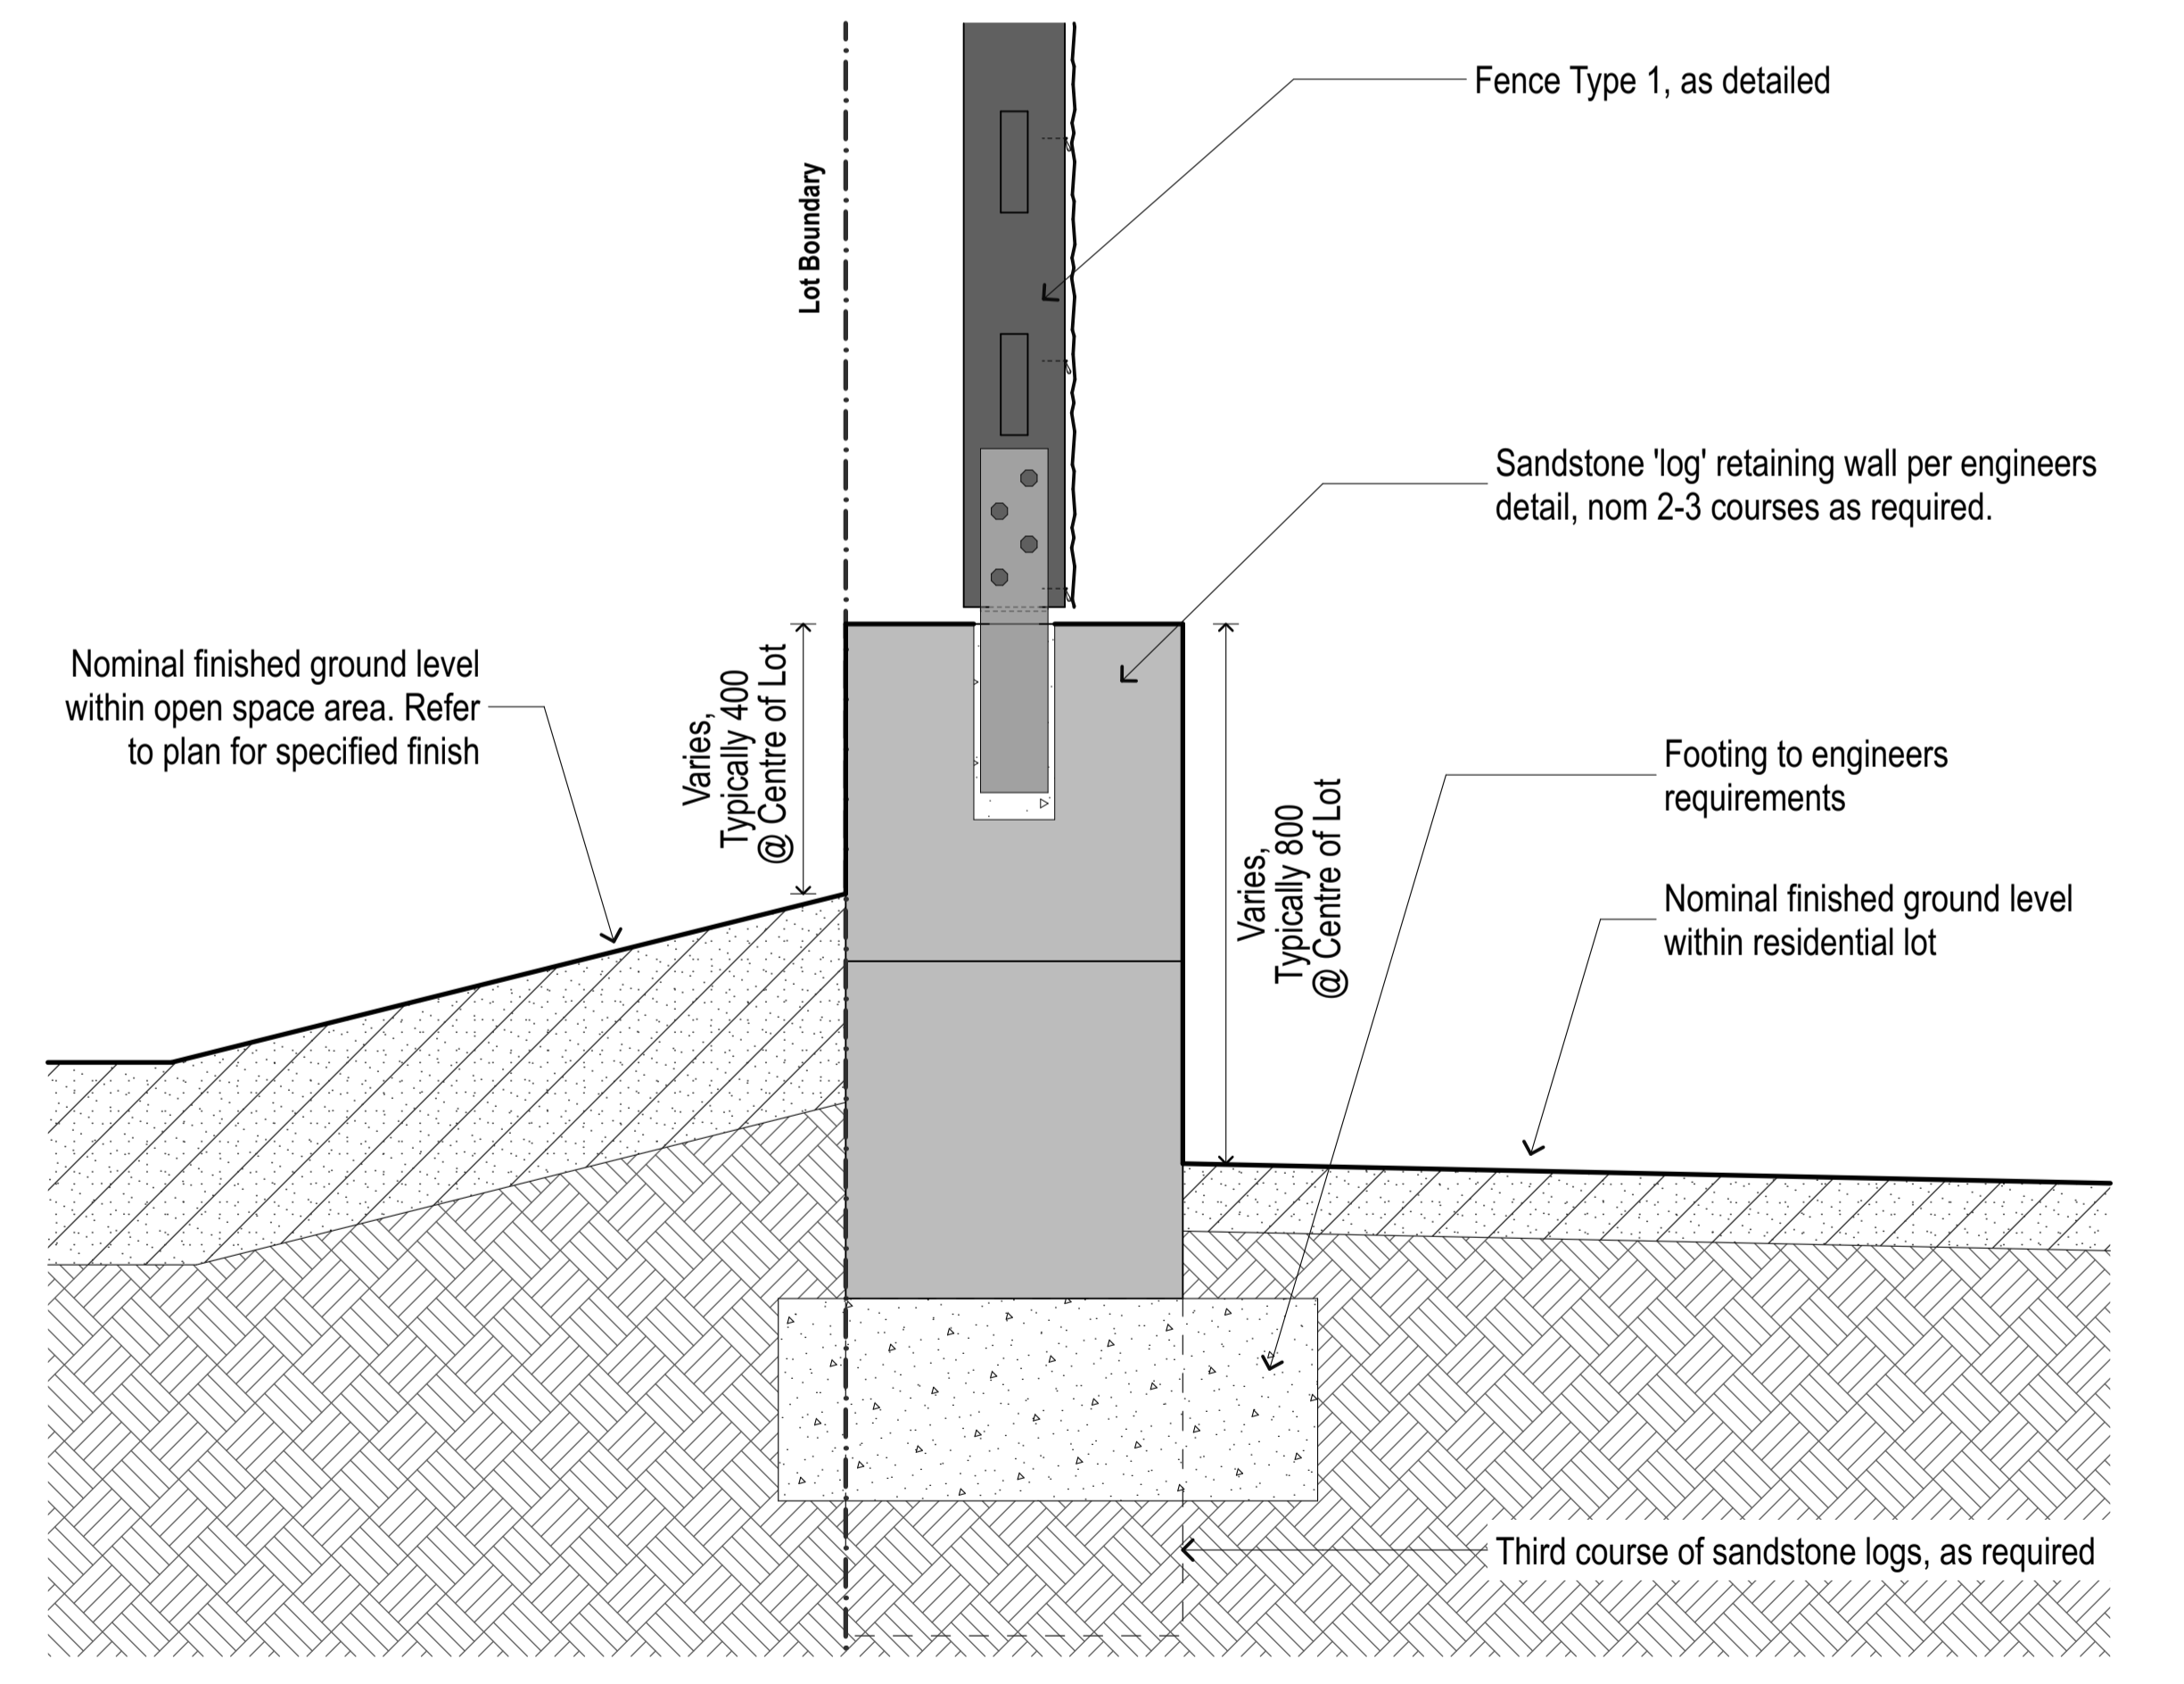 Fence Type 1, as detailed
Lot Boundary
Sandstone 'log' retaining wall per engineers
detail, nom 2-3 courses as required.
Nominal finished ground level
within open space area. Refer
to plan for specified finish
Varies,
Typically 400
@ Centre of Lot
Varies,
Typically 800
@ Centre of Lot
Footing to engineers
requirements
Nominal finished ground level
within residential lot
Third course of sandstone logs, as required